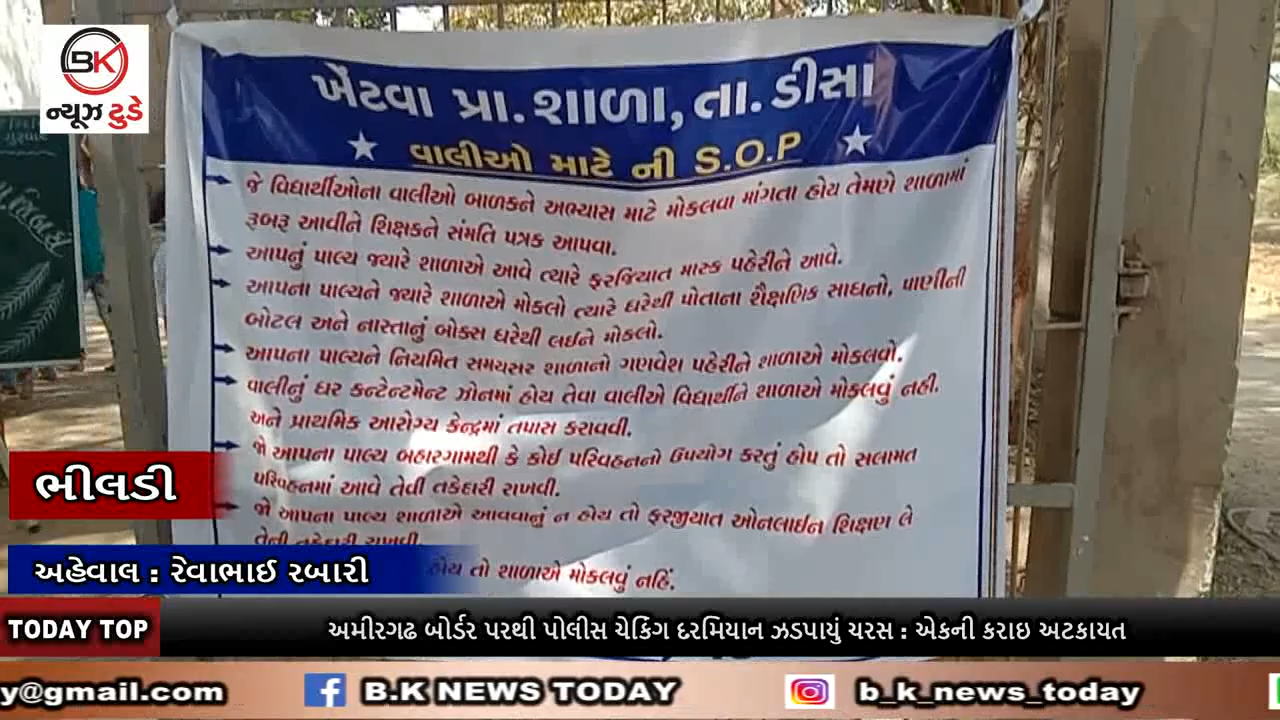 BK
ન્યૂઝ ટુડે
ખેંટવા પ્રા.શાળા, તા. ડીસા
વાલીઓ માટે ની S.O.P
જે વિદ્યાર્થીઓના વાલીઓ બાળકને અભ્યાસ માટે મોકલવા માંગતા હોય તેમણે શાળામાં
રૂબરૂ આવીને શિક્ષકને સંમતિ પત્રક આપવા.
આપનું પાલ્ય જ્યારે શાળાએ આવે ત્યારે ફરજિયાત માસ્ક પહેરીને આવે.
આપના પાલ્યને જ્યારે શાળાએ મોકલો ત્યારે ઘરેથી પોતાના શૈક્ષણિક સાધનો, પાણીની
બોટલ અને નાસ્તાનું બોક્સ ઘરેથી લઇને મોકલો.
આપના પાલ્યને નિયમિત સમયસર શાળાનો ગણવેશ પહેરીને શાળાએ મોકલવો.
વાલીનું ઘર કન્ટેન્ટમેન્ટ ઝોનમાં હોય તેવા વાલીએ વિદ્યાર્થીને શાળાએ મોકલવું નહી.
અને પ્રાથમિક આરોગ્ય કેન્દ્રમાં તપાસ કરાવવી.
જો આપના પાલ્ય બહારગામથી કે કોઈ પરિવહનનો ઉપયોગ કરતું હોપ તો સલામત
પરિવહનમાં આવે તેવી તકેદારી રાખવી.
જો આપના પાલ્ય શાળાએ આવવાનું ન હોય તો ફરજીયાત ઓનલાઈન શિક્ષણ લે
તેની તકેદારી રાખવી.
હોય તો શાળાએ મોકલવું નહિં.
ભીલડી
અહેવાલ : રેવાભાઈ રબારી
TODAY TOP
અમીરગઢ બોર્ડર પરથી પોલીસ ચેકિંગ દરમિયાન ઝડપાયું ચરસ : એકની કરાઇ અટકાયત
y@gmail.com
B.K NEWS TODAY
b_k_news_today